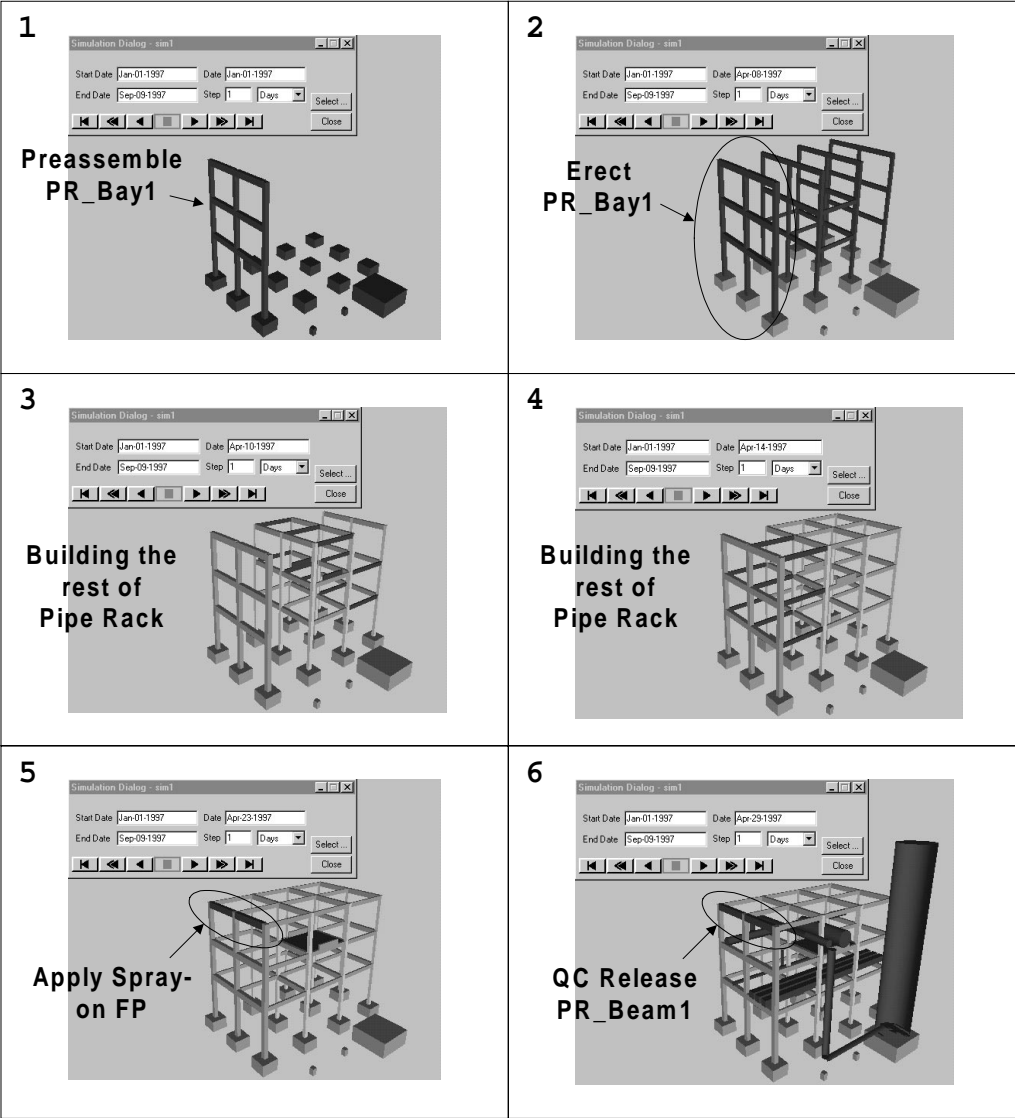 1
Simulation Dialog - sim1
Start Date Jan-01-1997 Date Jan-01-1997
End Date Sep-09-1997 Step 1 Days Select ...
Close
Preassemble
PR_Bay1
2
Simulation Dialog - sim1
Start Date Jan-01-1997 Date Apr-08-1997
End Date Sep-09-1997 Step 1 Days Select ...
Close
Erect
PR_Bay1
3
Simulation Dialog - sim1
Start Date Jan-01-1997 Date Apr-10-1997
End Date Sep-09-1997 Step 1 Days Select ...
Close
Building the
rest of
Pipe Rack
4
Simulation Dialog - sim1
Start Date Jan-01-1997 Date Apr-14-1997
End Date Sep-09-1997 Step 1 Days Select ...
Close
Building the
rest of
Pipe Rack
5
Simulation Dialog - sim1
Start Date Jan-01-1997 Date Apr-23-1997
End Date Sep-09-1997 Step 1 Days Select ...
Close
Apply Spray-
on FP
6
Simulation Dialog - sim1
Start Date Jan-01-1997 Date Apr-29-1997
End Date Sep-09-1997 Step 1 Days Select ...
Close
QC Release
PR_Beam1